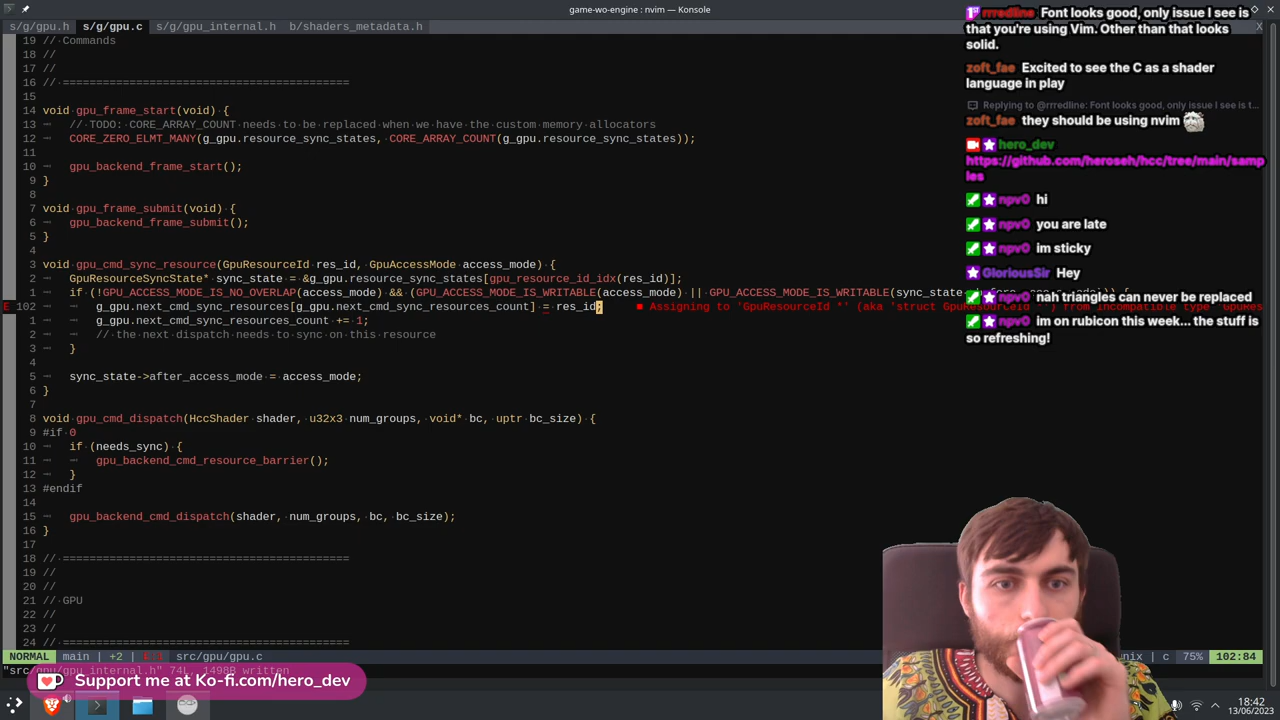 game-wo-engine : nvim — Konsole
s/g/gpu.h s/g/gpu.c s/g/gpu_internal.h tv/shaders_metadata.h
19 // Commands
18 //
17 //
16 // ===================================
15
14 void gpu_frame_start(void) {
13 // TODO: CORE_ARRAY_COUNT needs to be replaced when we have the custom memory allocators
12 CORE_ZERO_ELMT_MANY(g_gpu.resource_sync_states, CORE_ARRAY_COUNT(g_gpu.resource_sync_states));
11
10 gpu_backend_frame_start();
9 }
8
7 void gpu_frame_submit(void) {
6 gpu_backend_frame_submit();
5 }
4
3 void gpu_cmd_sync_resource(GpuResourceId res_id, GpuAccessMode access_mode) {
2 GpuResourceSyncState* sync_state = &g_gpu.resource_sync_states[gpu_resource_id_idx(res_id)];
1 if (!GPU_ACCESS_MODE_IS_NO_OVERLAP(access_mode) && (GPU_ACCESS_MODE_IS_WRITABLE(access_mode) || GPU_ACCESS_MODE_IS_WRITABLE(sync_state
E 102 g_gpu.next_cmd_sync_resources[g_gpu.next_cmd_sync_resources_count] = res_id; ■ Assigning to 'GpuResourceId *' (aka 'struct GpuResourceId *') from incompatible type 'GpuRes
1 g_gpu.next_cmd_sync_resources_count += 1;
2 // the next dispatch needs to sync on this resource
3 }
4
5 sync_state->after_access_mode = access_mode;
6 }
7
8 void gpu_cmd_dispatch(HccShader shader, u32x3 num_groups, void* bc, uptr bc_size) {
9 #if 0
10 if (needs_sync) {
11 gpu_backend_cmd_resource_barrier();
12 }
13 #endif
14
15 gpu_backend_cmd_dispatch(shader, num_groups, bc, bc_size);
16 }
17
18 // ===================================
19 //
20 //
21 // GPU
22 //
23 //
24 // ===================================
NORMAL main | +2 | E:1 src/gpu/gpu.c unix | c 75% 102:84
"src/gpu/gpu_internal.h" 74L, 1498B written
Support me at Ko-fi.com/hero_dev
18:42
13/06/2023
rrredline Font looks good, only issue I see is
that you're using Vim. Other than that looks
solid.
zoft_fae Excited to see the C as a shader
language in play
Replying to @rrredline: Font looks good, only issue I see is t...
zoft_fae they should be using nvim
hero_dev
https://github.com/heroseh/hcc/tree/main/samp
les
npv0 hi
npv0 you are late
npv0 im sticky
GloriousSir Hey
npv0 nah triangles can never be replaced
npv0 im on rubicon this week... the stuff is
so refreshing!